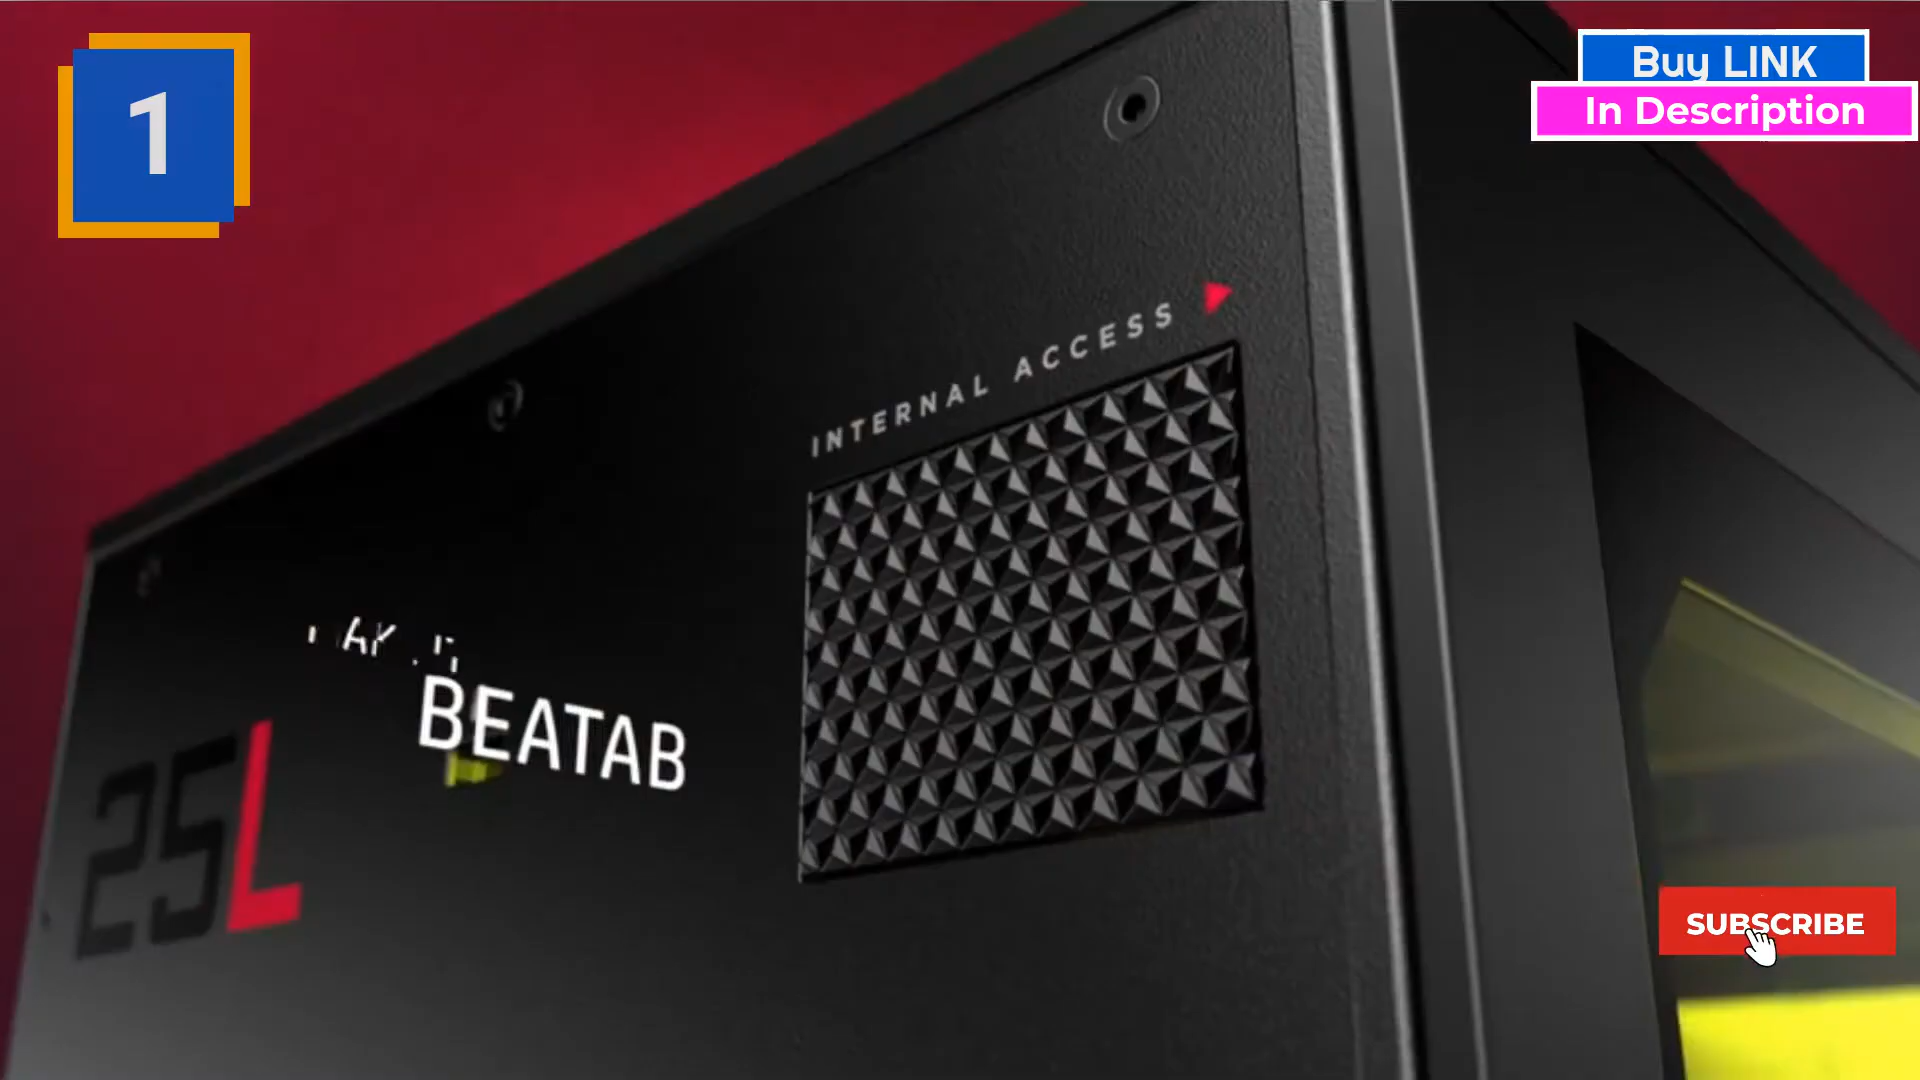 1
Buy LINK
In Description
INTERNAL ACCESS
BEATAB
25L
SUBSCRIBE